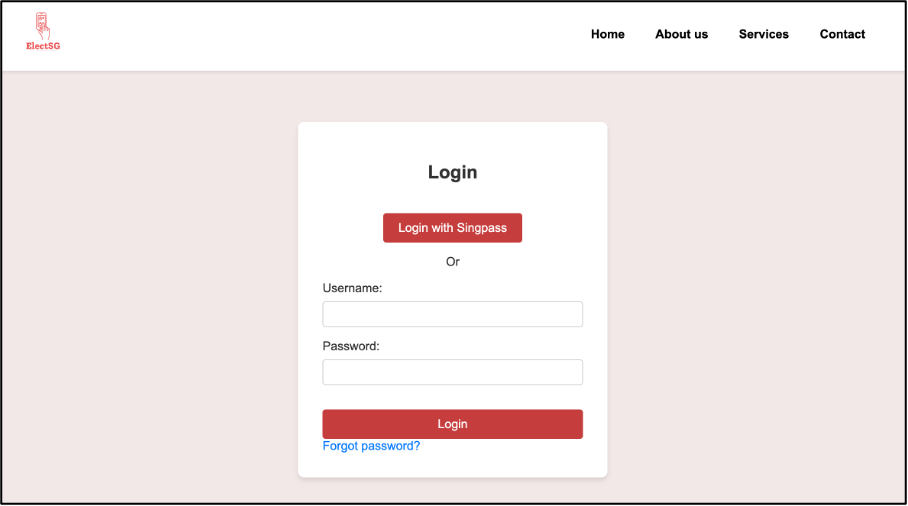 ElectSG
Home About us Services Contact
Login
Login with Singpass
Or
Username:
Password:
Login
Forgot password?